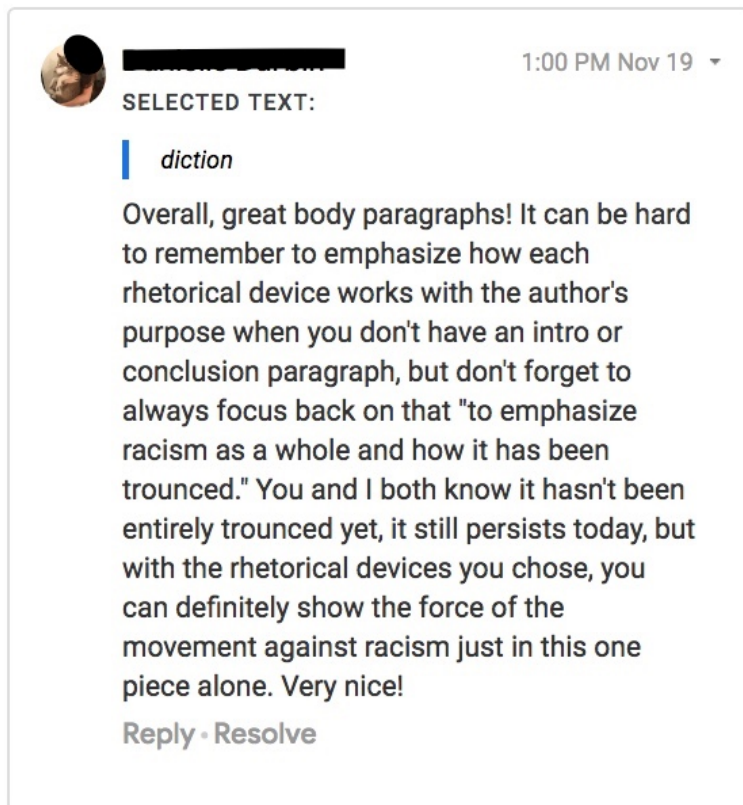 1:00 PM Nov 19
SELECTED TEXT:
diction
Overall, great body paragraphs! It can be hard
to remember to emphasize how each
rhetorical device works with the author's
purpose when you don't have an intro or
conclusion paragraph, but don't forget to
always focus back on that "to emphasize
racism as a whole and how it has been
trounced." You and I both know it hasn't been
entirely trounced yet, it still persists today, but
with the rhetorical devices you chose, you
can definitely show the force of the
movement against racism just in this one
piece alone. Very nice!
Reply • Resolve